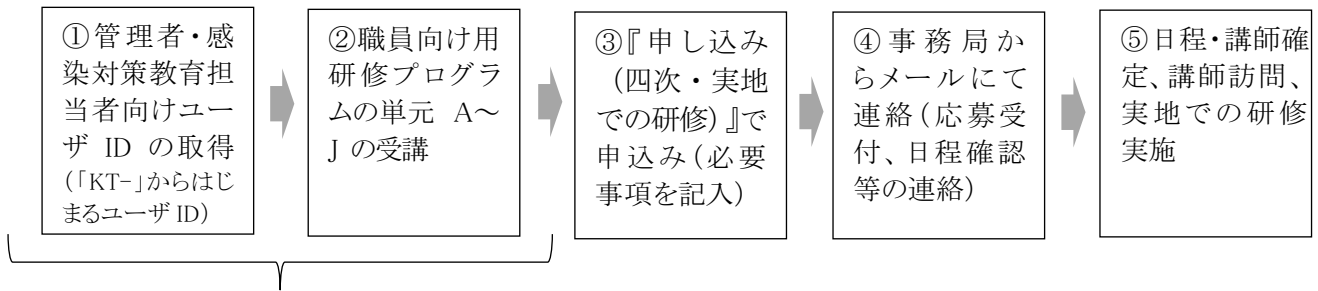 ①管理者・感
染対策教育担
当者向けユー
ザ ID の取得
(「KT-」からはじ
まるユーザ ID)
②職員向け用
研修プログラ
ムの単元 A～
J の受講
③『申し込み
(四次・実地
での研修)』で
申込み(必要
事項を記入)
④事務局か
らメールにて
連絡(応募受
付、日程確認
等の連絡)
⑤日程・講師確
定、講師訪問、
実地での研修
実施